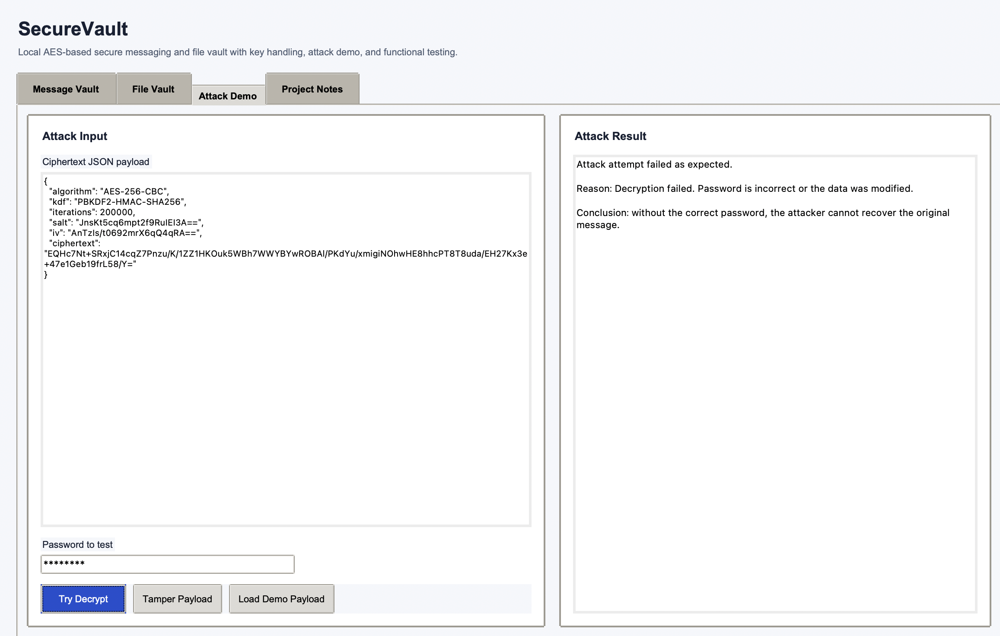 SecureVault
Local AES-based secure messaging and file vault with key handling, attack demo, and functional testing.
Message Vault
File Vault
Attack Demo
Project Notes
Attack Input
Ciphertext JSON payload
{
"algorithm": "AES-256-CBC",
"kdf": "PBKDF2-HMAC-SHA256",
"iterations": 200000,
"salt": "JnsKt5cq6mpt2f9RuIEI3A==",
"iv": "AnTzIs/t0692mrX6qQ4qRA==",
"ciphertext":
"EQHc7Nt+SRxjC14cqZ7Pnzu/K/1ZZ1HKOuk5WBh7WWYBYwROBAl/PKdYu/xmigiNOhwHE8hhcPT8T8uda/EH27Kx3e
+47e1Geb19frL58/Y="
}
Password to test
********
Try Decrypt
Tamper Payload
Load Demo Payload
Attack Result
Attack attempt failed as expected.
Reason: Decryption failed. Password is incorrect or the data was modified.
Conclusion: without the correct password, the attacker cannot recover the original
message.